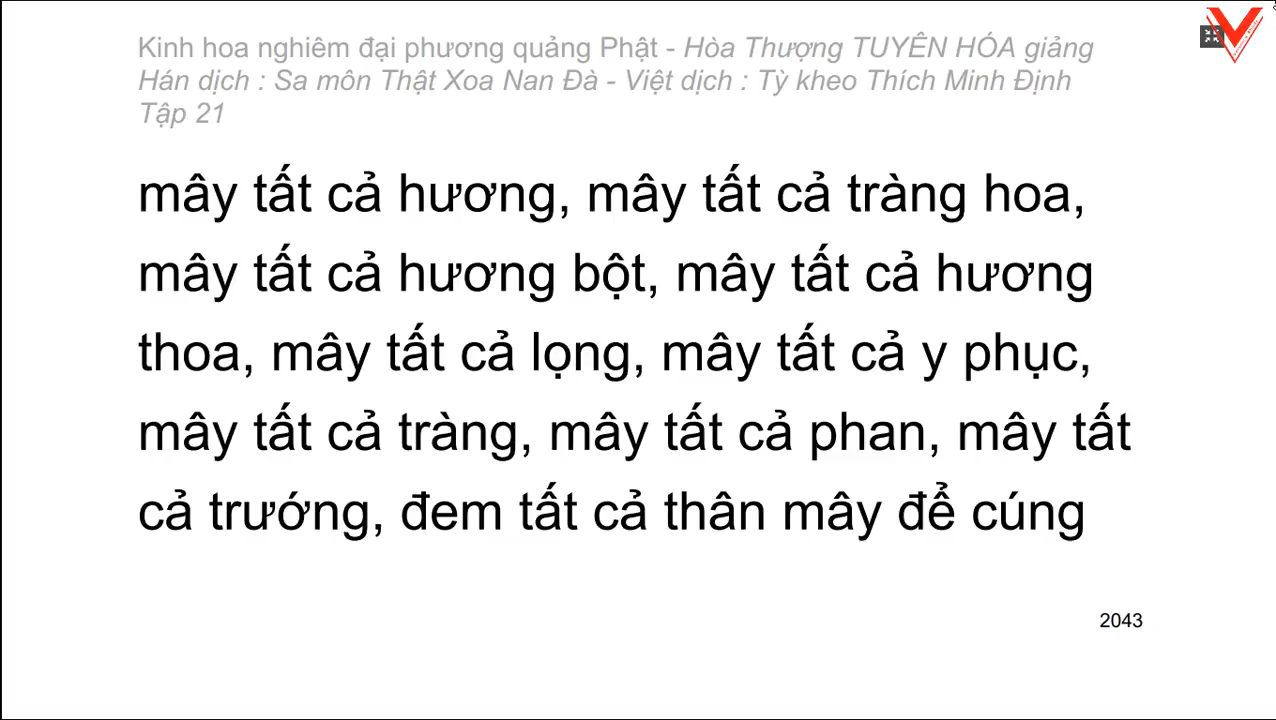 Kinh hoa nghiêm đại phương quảng Phật - Hòa Thượng TUYÊN HÓA giảng
Hán dịch : Sa môn Thật Xoa Nan Đà - Việt dịch : Tỳ kheo Thích Minh Định
Tập 21
mây tất cả hương, mây tất cả tràng hoa,
mây tất cả hương bột, mây tất cả hương
thoa, mây tất cả lọng, mây tất cả y phục,
mây tất cả tràng, mây tất cả phan, mây tất
cả trướng, đem tất cả thân mây để cúng
2043